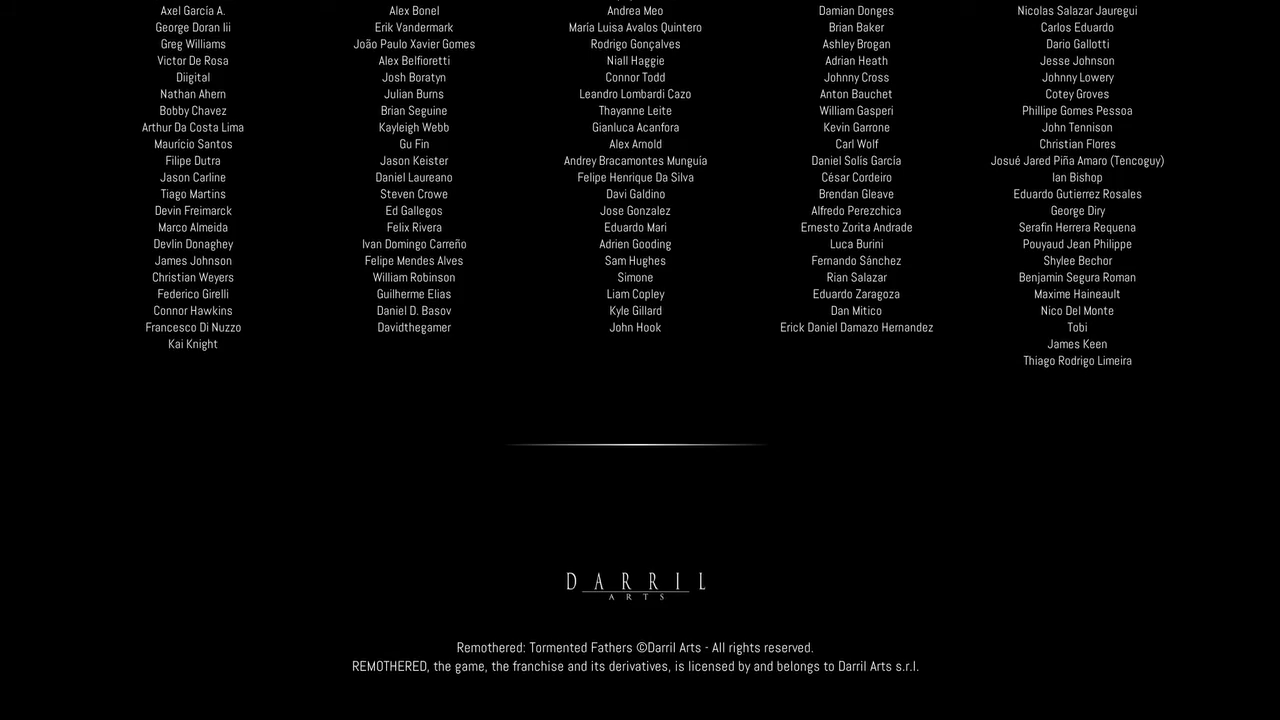 Axel García A.
George Doran Iii
Greg Williams
Victor De Rosa
Diigital
Nathan Ahern
Bobby Chavez
Arthur Da Costa Lima
Maurício Santos
Filipe Dutra
Jason Carline
Tiago Martins
Devin Freimarck
Marco Almeida
Devlin Donaghey
James Johnson
Christian Weyers
Federico Girelli
Connor Hawkins
Francesco Di Nuzzo
Kai Knight
Alex Bonel
Erik Vandermark
João Paulo Xavier Gomes
Alex Belfioretti
Josh Boratyn
Julian Burns
Brian Seguine
Kayleigh Webb
Gu Fin
Jason Keister
Daniel Laureano
Steven Crowe
Ed Gallegos
Felix Rivera
Ivan Domingo Carreño
Felipe Mendes Alves
William Robinson
Guilherme Elias
Daniel D. Basov
Davidthegamer
Andrea Meo
María Luisa Avalos Quintero
Rodrigo Gonçalves
Niall Haggie
Connor Todd
Leandro Lombardi Cazo
Thayanne Leite
Gianluca Acanfora
Alex Arnold
Andrey Bracamontes Munguía
Felipe Henrique Da Silva
Davi Galdino
Jose Gonzalez
Eduardo Mari
Adrien Gooding
Sam Hughes
Simone
Liam Copley
Kyle Gillard
John Hook
Damian Donges
Brian Baker
Ashley Brogan
Adrian Heath
Johnny Cross
Anton Bauchet
William Gasperi
Kevin Garrone
Carl Wolf
Daniel Solís García
César Cordeiro
Brendan Gleave
Alfredo Perezchica
Ernesto Zorita Andrade
Luca Burini
Fernando Sánchez
Rian Salazar
Eduardo Zaragoza
Dan Mitico
Erick Daniel Damazo Hernandez
Nicolas Salazar Jauregui
Carlos Eduardo
Dario Gallotti
Jesse Johnson
Johnny Lowery
Cotey Groves
Phillipe Gomes Pessoa
John Tennison
Christian Flores
Josué Jared Piña Amaro (Tencoguy)
Ian Bishop
Eduardo Gutierrez Rosales
George Diry
Serafin Herrera Requena
Pouyaud Jean Philippe
Shylee Bechor
Benjamin Segura Roman
Maxime Haineault
Nico Del Monte
Tobi
James Keen
Thiago Rodrigo Limeira
DARRIL
ARTS
Remothered: Tormented Fathers ©Darril Arts - All rights reserved.
REMOTHERED, the game, the franchise and its derivatives, is licensed by and belongs to Darril Arts s.r.l.